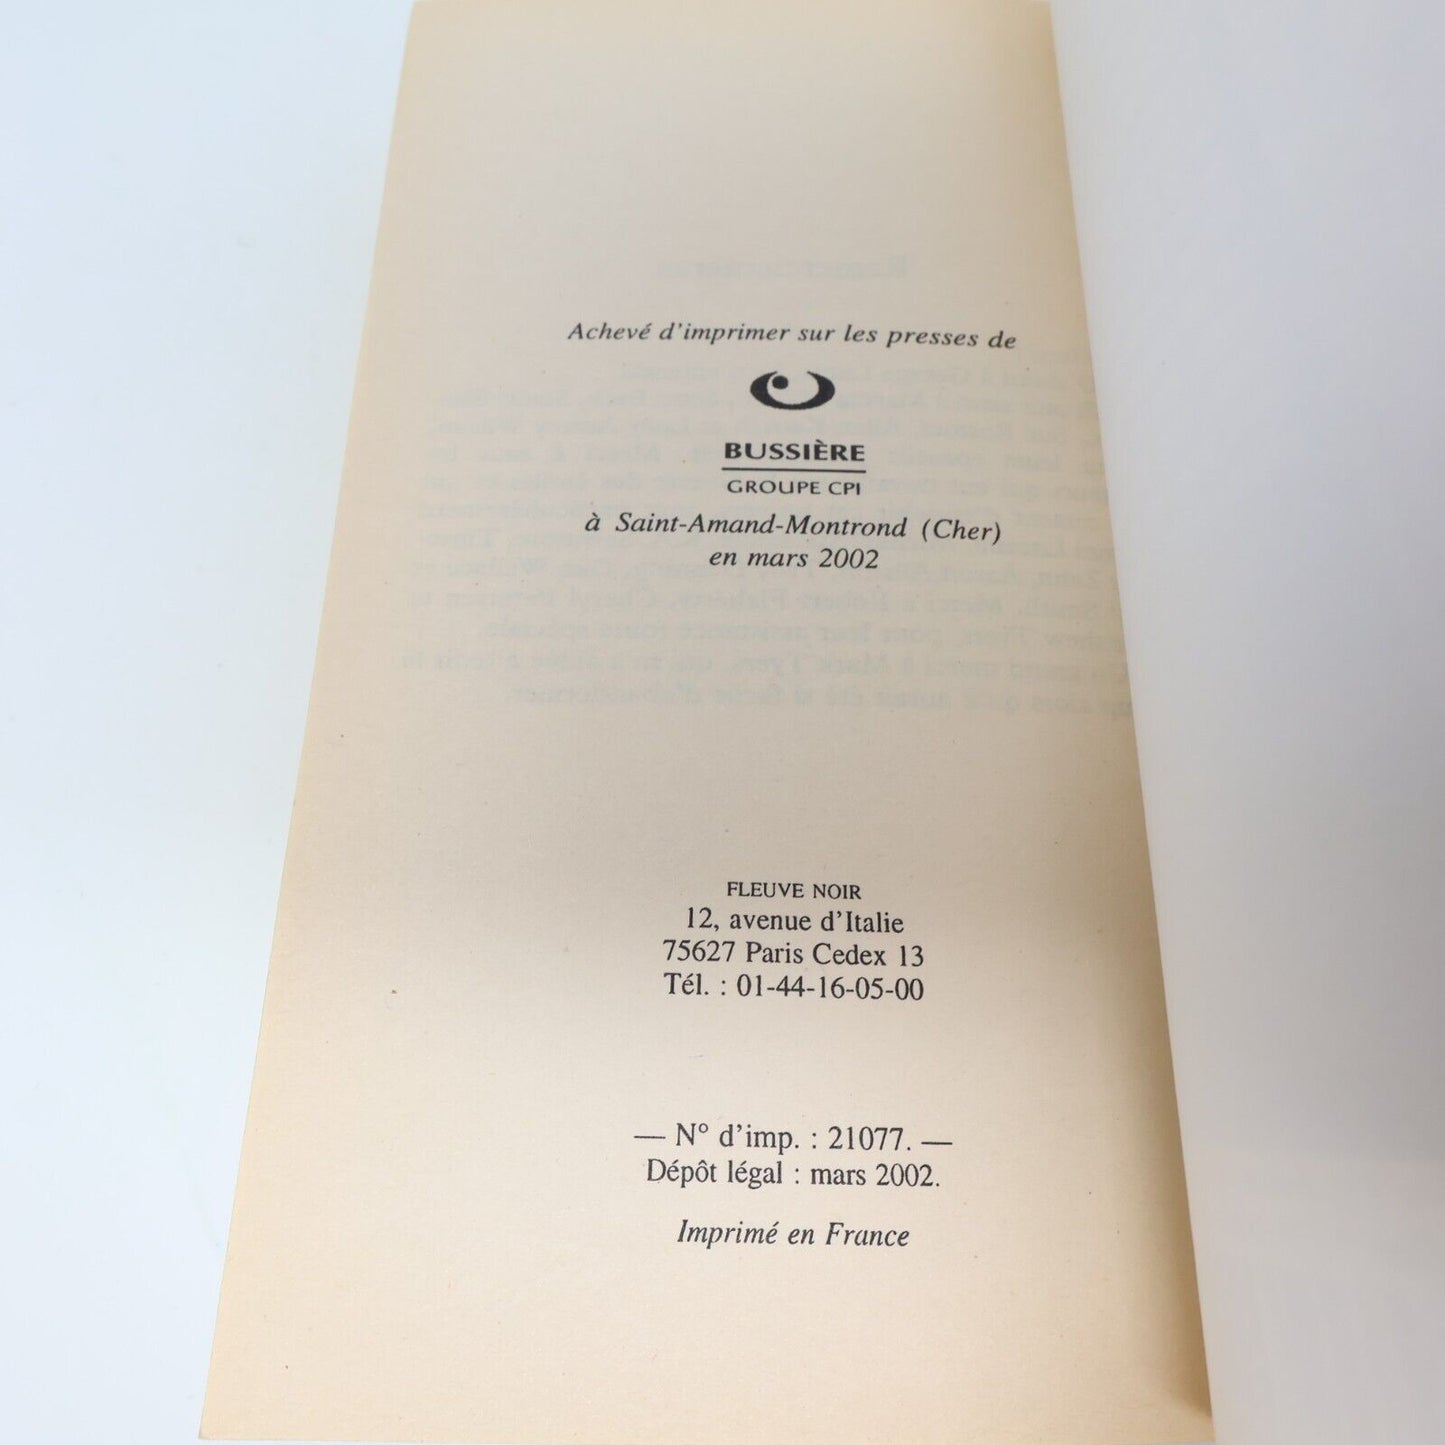 Achevé d'imprimer sur les presses de
BUSSIÈRE
GROUPE CPI
à Saint-Amand-Montrond (Cher)
en mars 2002
FLEUVE NOIR
12, avenue d'Italie
75627 Paris Cedex 13
Tél. : 01-44-16-05-00
— N° d'imp. : 21077. —
Dépôt légal : mars 2002.
Imprimé en France